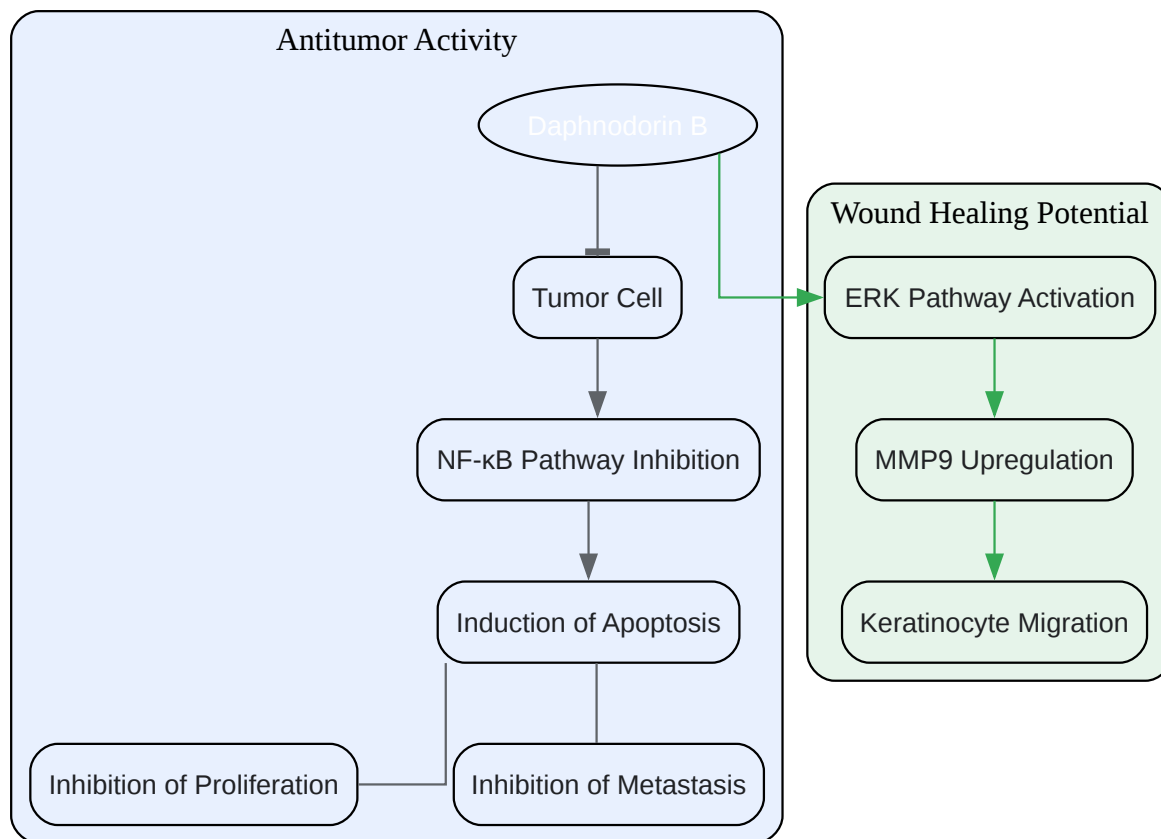 Antitumor Activity
Daphnodorin B
Tumor Cell
NF-κB Pathway Inhibition
Induction of Apoptosis
Inhibition of Proliferation
Inhibition of Metastasis
Wound Healing Potential
ERK Pathway Activation
MMP9 Upregulation
Keratinocyte Migration